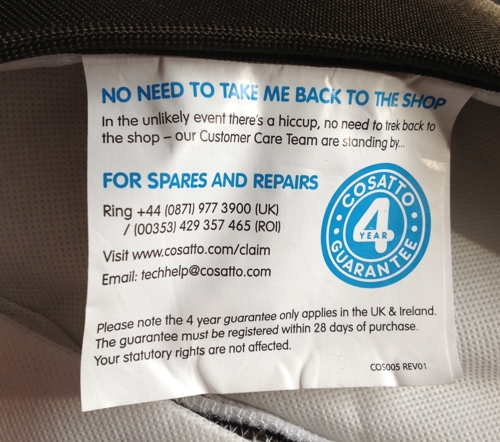 NO NEED TO TAKE ME BACK TO THE SHOP
In the unlikely event there's a hiccup, no need to trek back to
the shop – our Customer Care Team are standing by...
FOR SPARES AND REPAIRS
Ring +44 (0871) 977 3900 (UK)
/ (00353) 429 357 465 (ROI)
Visit www.cosatto.com/claim
Email: techhelp@cosatto.com
COSATTO
4
YEAR
GUARANTEE
Please note the 4 year guarantee only applies in the UK & Ireland.
The guarantee must be registered within 28 days of purchase.
Your statutory rights are not affected.
COS005 REV01